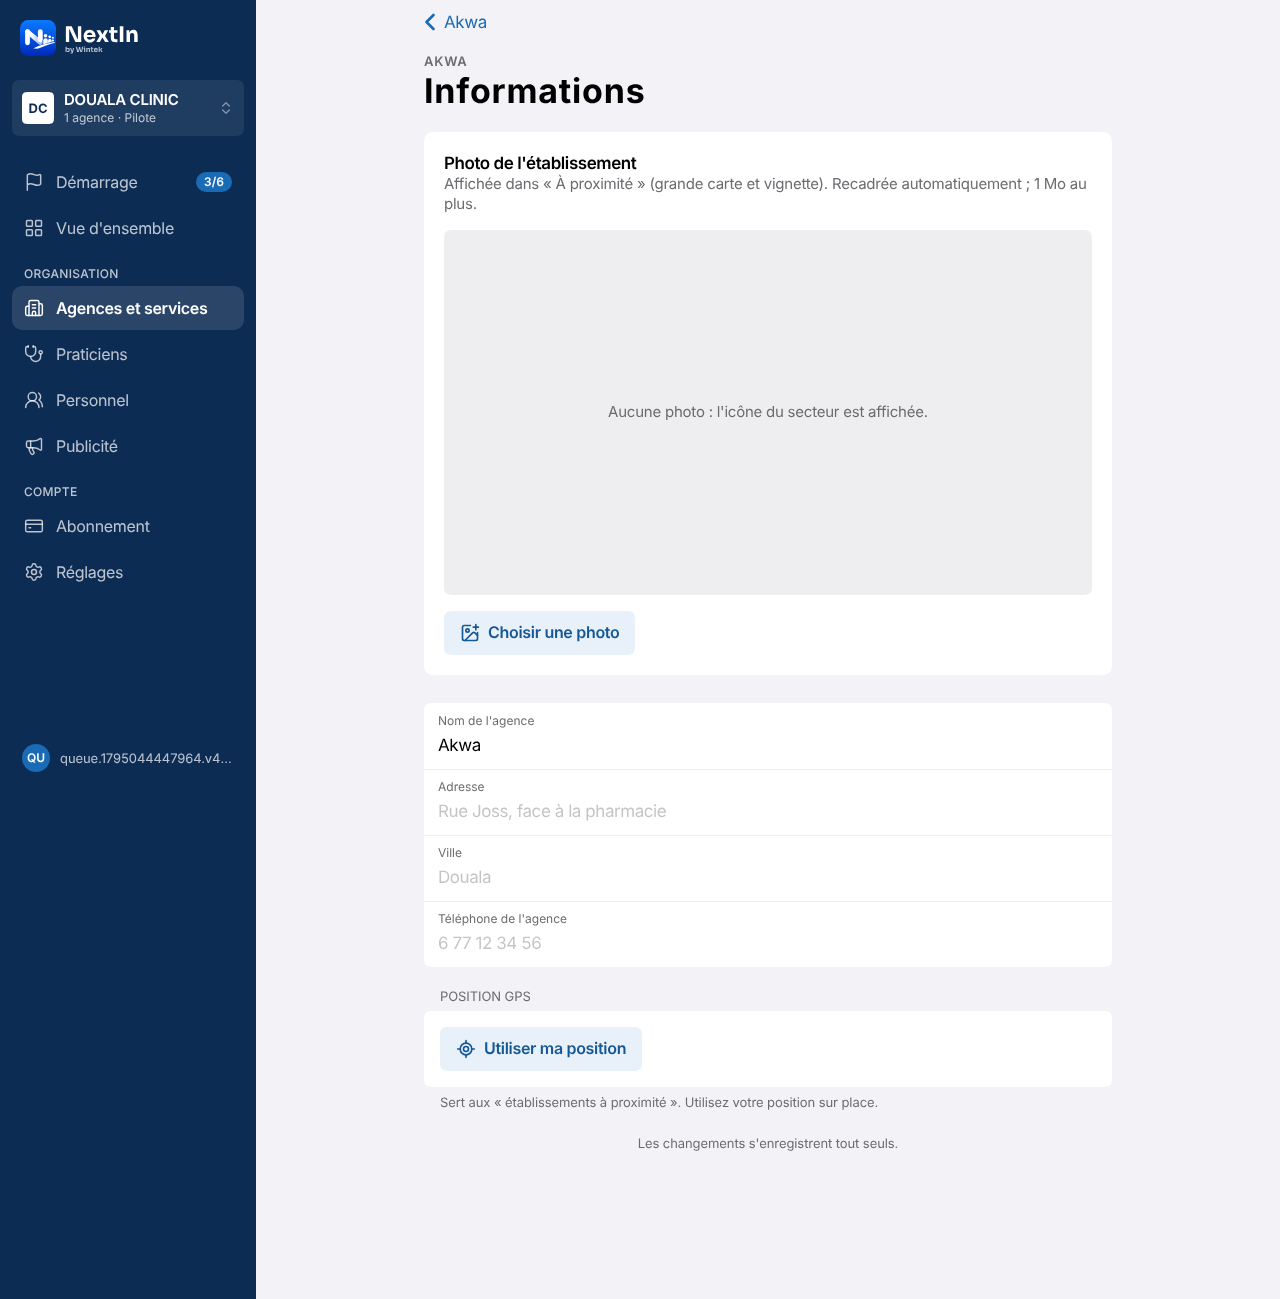 NextIn
by Wintek
DC
DOUALA CLINIC
1 agence · Pilote
Démarrage
3/6
Vue d'ensemble
ORGANISATION
Agences et services
Praticiens
Personnel
Publicité
COMPTE
Abonnement
Réglages
QU
queue.1795044447964.v4...
Akwa
AKWA
Informations
Photo de l'établissement
Affichée dans « À proximité » (grande carte et vignette). Recadrée automatiquement ; 1 Mo au
plus.
Aucune photo : l'icône du secteur est affichée.
Choisir une photo
Nom de l'agence
Akwa
Adresse
Rue Joss, face à la pharmacie
Ville
Douala
Téléphone de l'agence
6 77 12 34 56
POSITION GPS
Utiliser ma position
Sert aux « établissements à proximité ». Utilisez votre position sur place.
Les changements s'enregistrent tout seuls.